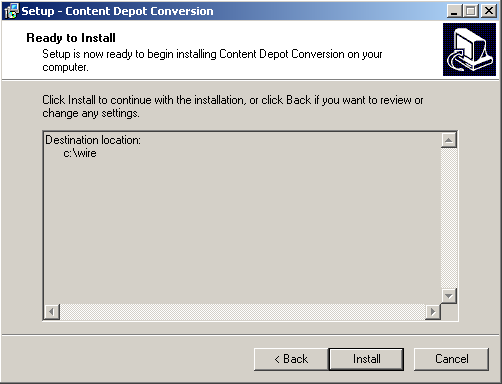 Setup - Content Depot Conversion
Ready to Install
Setup is now ready to begin installing Content Depot Conversion on your
computer.
Click Install to continue with the installation, or click Back if you want to review or
change any settings.
Destination location:
c:\wire
< Back
Install
Cancel